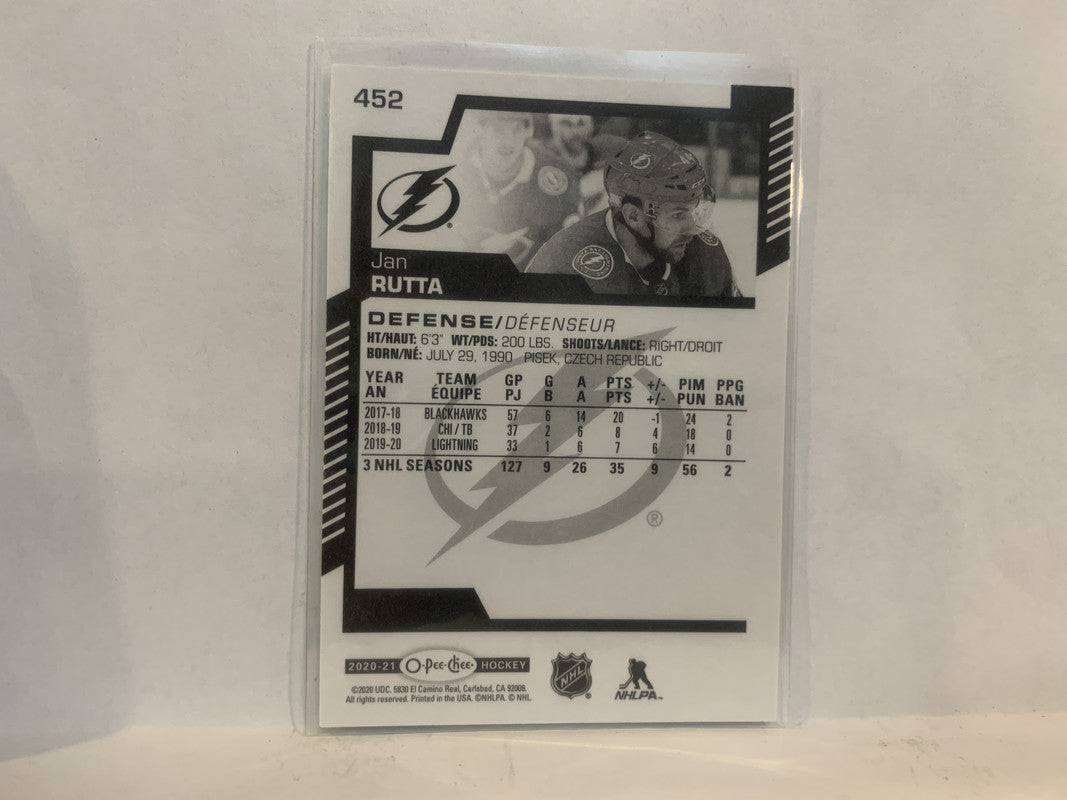 452
Jan
RUTTA
DEFENSE/DÉFENSEUR
HT/HAUT: 6'3" WT/PDS: 200 LBS. SHOOTS/LANCE: RIGHT/DROIT
BORN/NÉ: JULY 29, 1990 PISEK, CZECH REPUBLIC
YEAR TEAM GP G A PTS +/- PIM PPG
AN ÉQUIPE PJ B A PTS +/- PUN BAN
2017-18 BLACKHAWKS 57 6 14 20 -1 24 2
2018-19 CHI / TB 37 2 6 8 4 18 0
2019-20 LIGHTNING 33 1 6 7 6 14 0
3 NHL SEASONS 127 9 26 35 9 56 2
®
2020-21 O-Pee-Chee HOCKEY
NHL ®
NHLPA™
©2020 UDC. 5830 El Camino Real, Carlsbad, CA 92008.
All rights reserved. Printed in the USA. ©NHLPA. © NHL